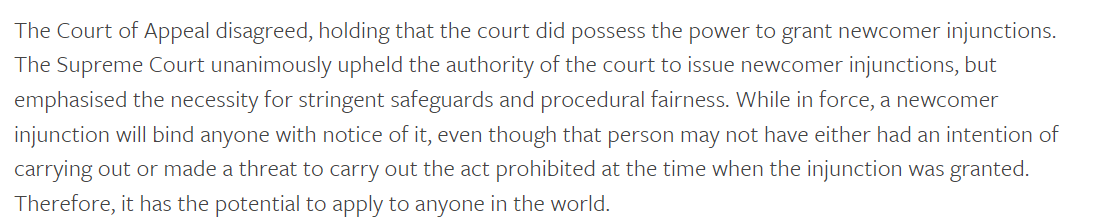 The Court of Appeal disagreed, holding that the court did possess the power to grant newcomer injunctions.
The Supreme Court unanimously upheld the authority of the court to issue newcomer injunctions, but
emphasised the necessity for stringent safeguards and procedural fairness. While in force, a newcomer
injunction will bind anyone with notice of it, even though that person may not have either had an intention of
carrying out or made a threat to carry out the act prohibited at the time when the injunction was granted.
Therefore, it has the potential to apply to anyone in the world.